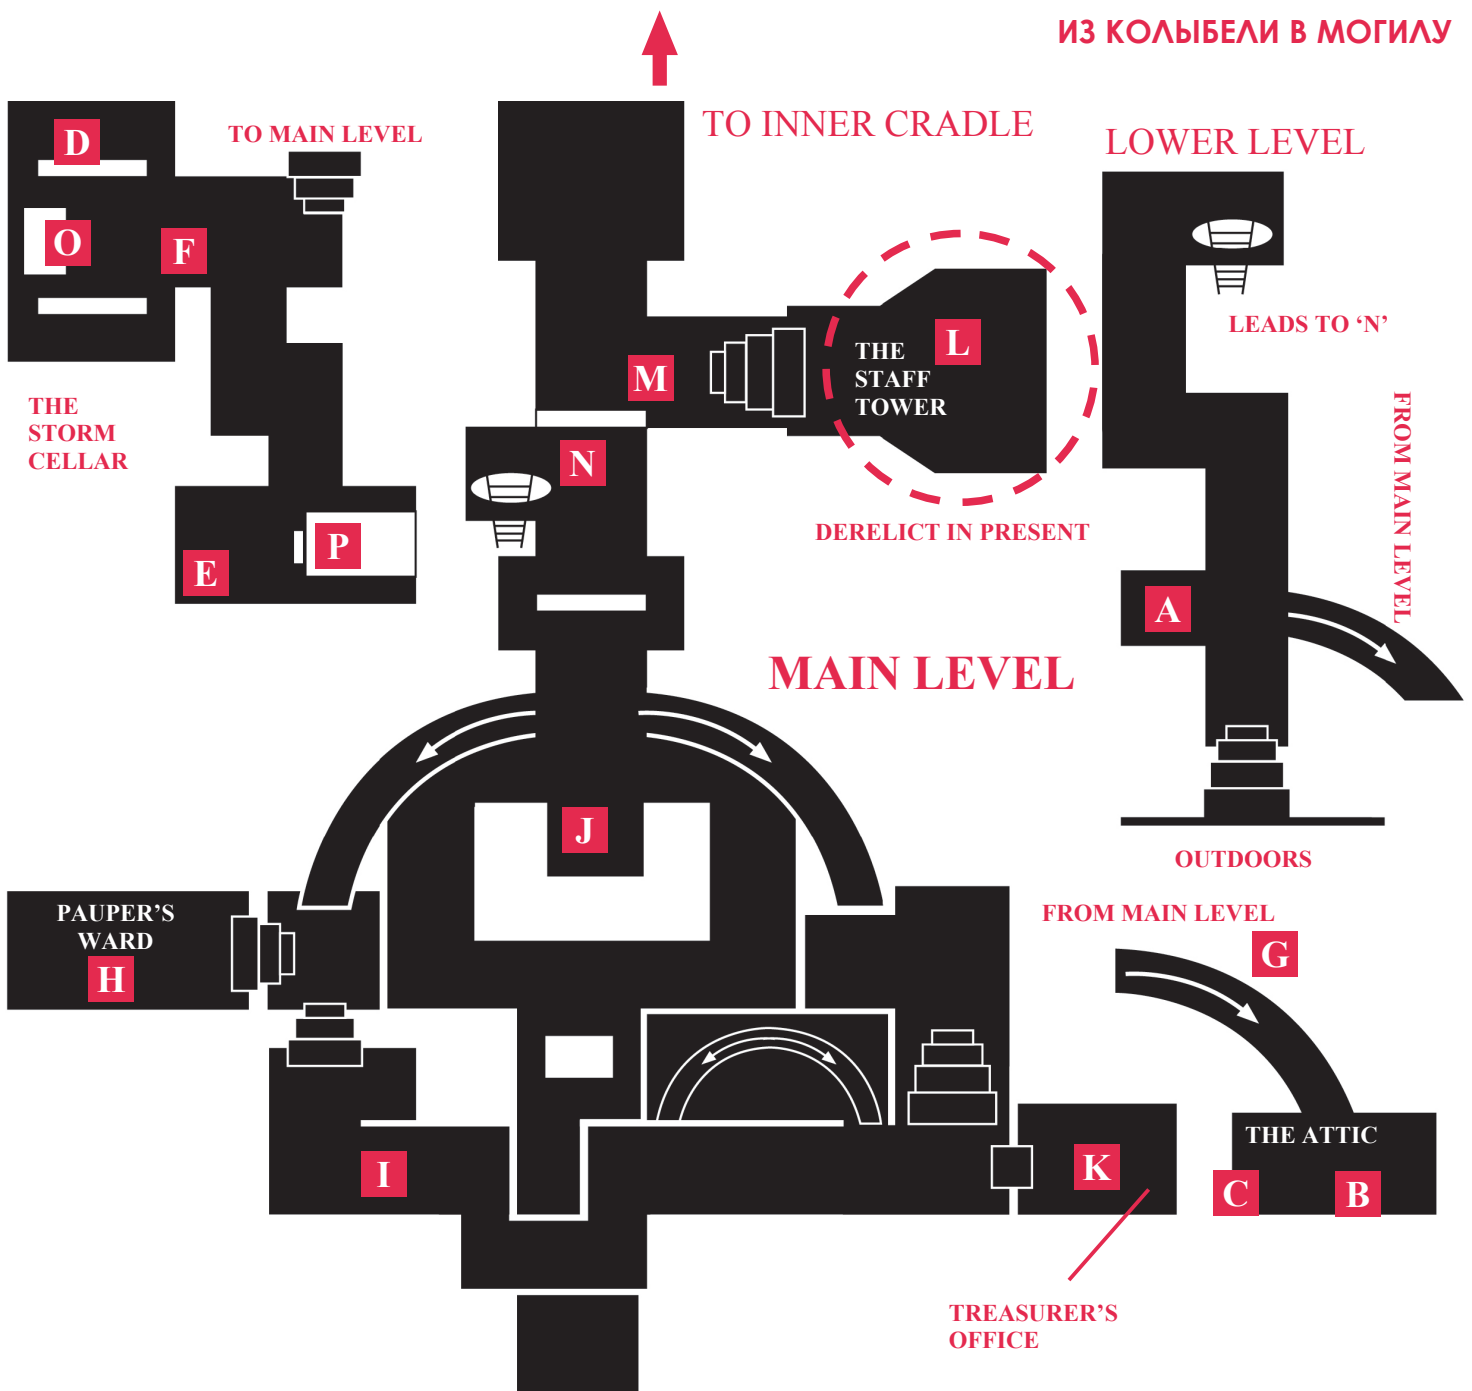 ИЗ КОЛЫБЕЛИ В МОГИЛУ
TO INNER CRADLE
D
TO MAIN LEVEL
LOWER LEVEL
O
F
LEADS TO ‘N’
THE
STAFF
TOWER
L
M
THE
STORM
CELLAR
FROM MAIN LEVEL
N
DERELICT IN PRESENT
P
E
A
MAIN LEVEL
J
OUTDOORS
PAUPER’S
WARD
H
FROM MAIN LEVEL
G
THE ATTIC
I
K
C
B
TREASURER’S
OFFICE